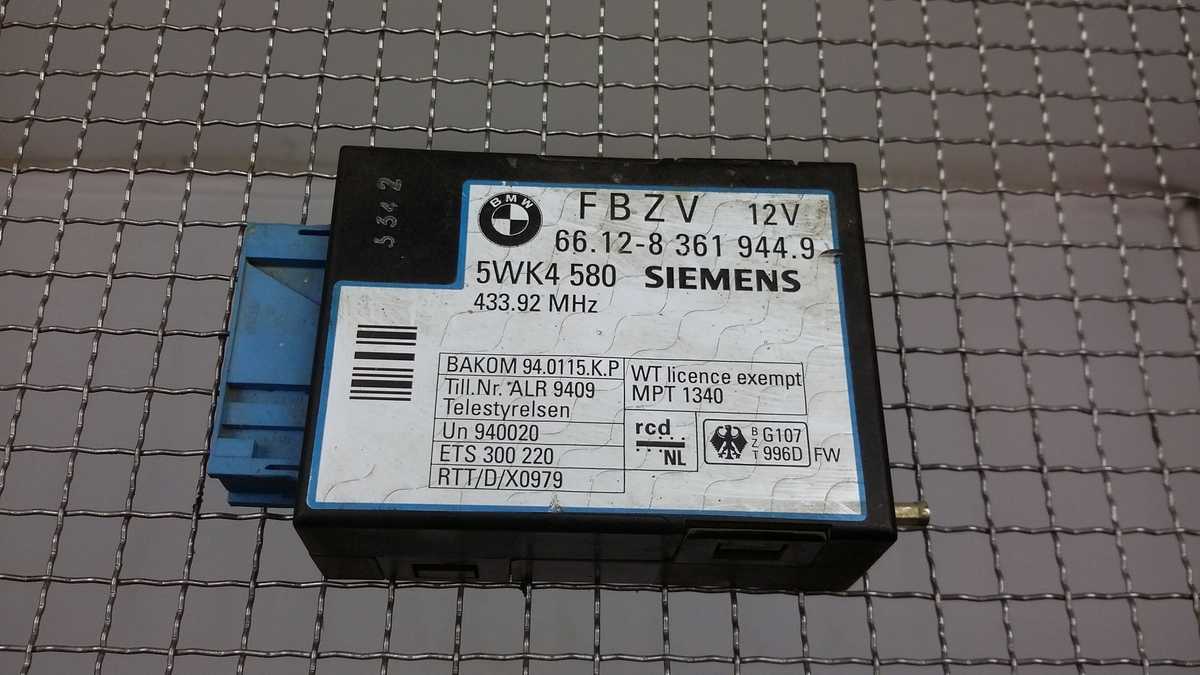 5342
BMW
FBZV 12V
66.12-8 361 944.9
5WK4 580 SIEMENS
433.92 MHz
BAKOM 94.0115.K.P
Till.Nr. ALR 9409
Telestyrelsen
Un 940020
ETS 300 220
RTT/D/X0979
WT licence exempt
MPT 1340
rcd
NL
BZT G107
996D FW